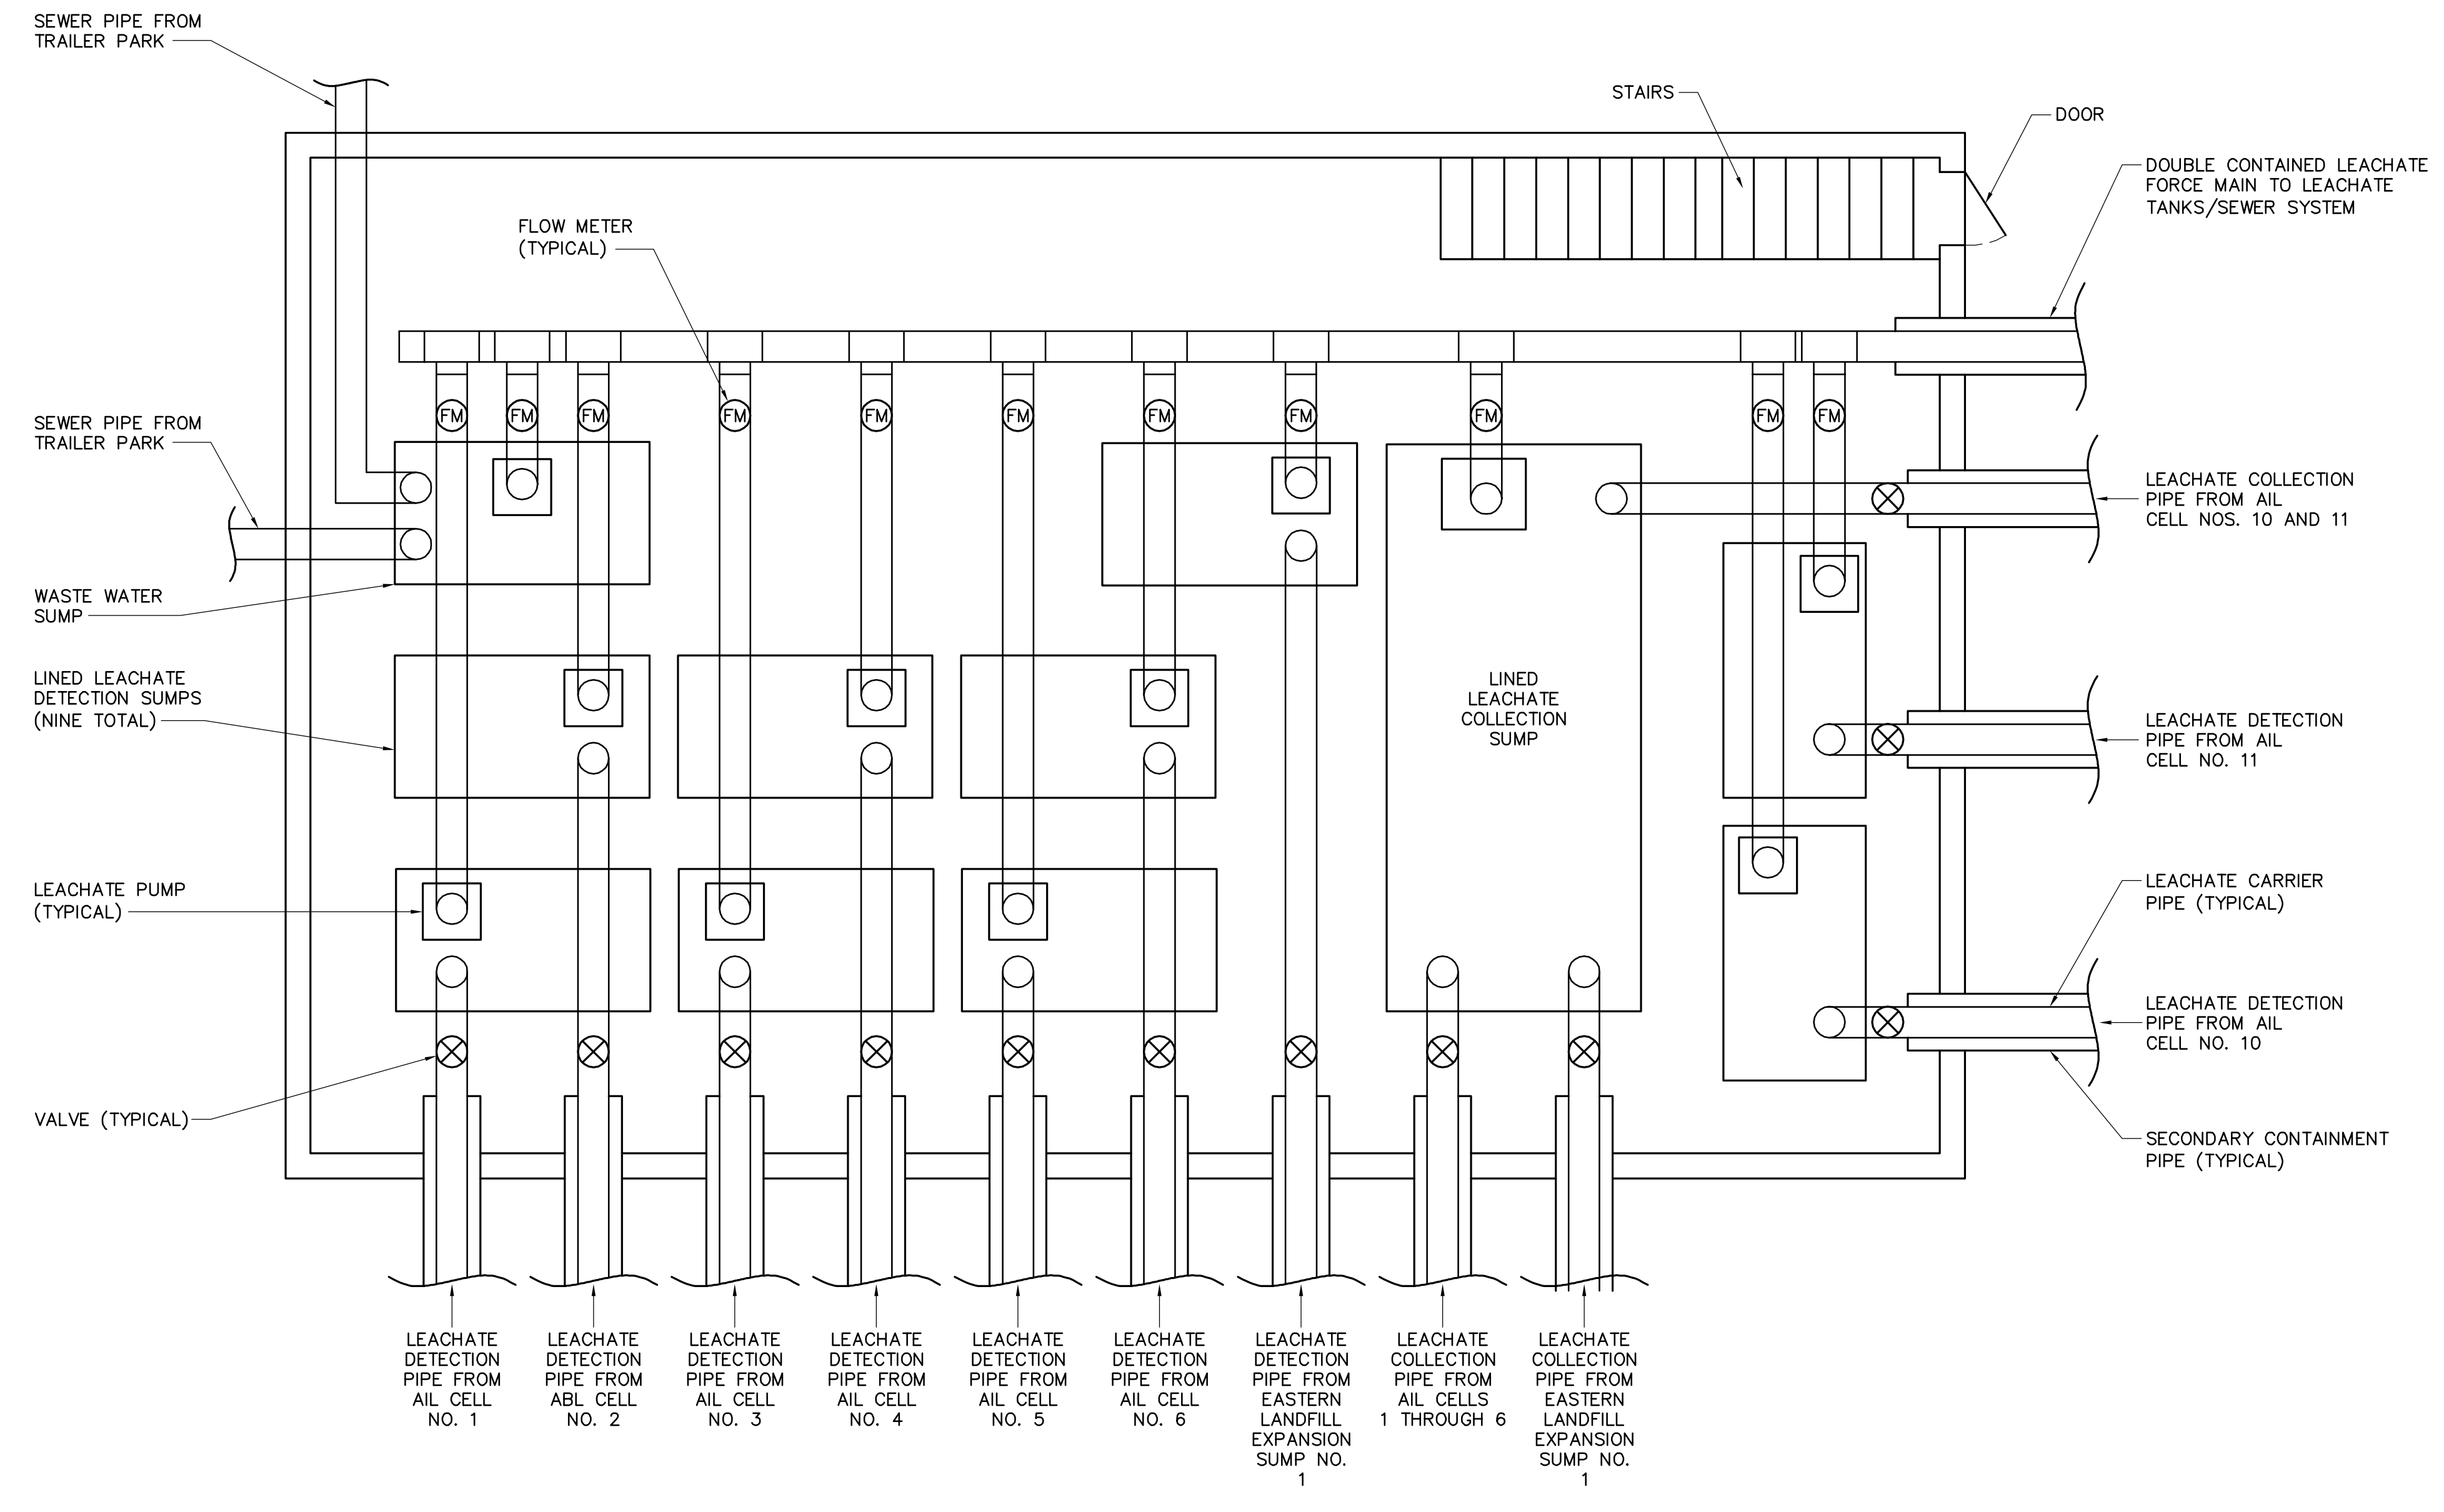 SEWER PIPE FROM
TRAILER PARK
STAIRS
DOOR
DOUBLE CONTAINED LEACHATE
FORCE MAIN TO LEACHATE
TANKS/SEWER SYSTEM
FLOW METER
(TYPICAL)
FM
FM
FM
FM
FM
FM
FM
FM
FM
FM
FM
SEWER PIPE FROM
TRAILER PARK
LEACHATE COLLECTION
PIPE FROM AIL
CELL NOS. 10 AND 11
WASTE WATER
SUMP
LINED LEACHATE
DETECTION SUMPS
(NINE TOTAL)
LINED
LEACHATE
COLLECTION
SUMP
LEACHATE DETECTION
PIPE FROM AIL
CELL NO. 11
LEACHATE PUMP
(TYPICAL)
LEACHATE CARRIER
PIPE (TYPICAL)
LEACHATE DETECTION
PIPE FROM AIL
CELL NO. 10
VALVE (TYPICAL)
SECONDARY CONTAINMENT
PIPE (TYPICAL)
LEACHATE
DETECTION
PIPE FROM
AIL CELL
NO. 1
LEACHATE
DETECTION
PIPE FROM
ABL CELL
NO. 2
LEACHATE
DETECTION
PIPE FROM
AIL CELL
NO. 3
LEACHATE
DETECTION
PIPE FROM
AIL CELL
NO. 4
LEACHATE
DETECTION
PIPE FROM
AIL CELL
NO. 5
LEACHATE
DETECTION
PIPE FROM
AIL CELL
NO. 6
LEACHATE
DETECTION
PIPE FROM
EASTERN
LANDFILL
EXPANSION
SUMP NO.
1
LEACHATE
COLLECTION
PIPE FROM
AIL CELLS
1 THROUGH 6
LEACHATE
COLLECTION
PIPE FROM
EASTERN
LANDFILL
EXPANSION
SUMP NO.
1